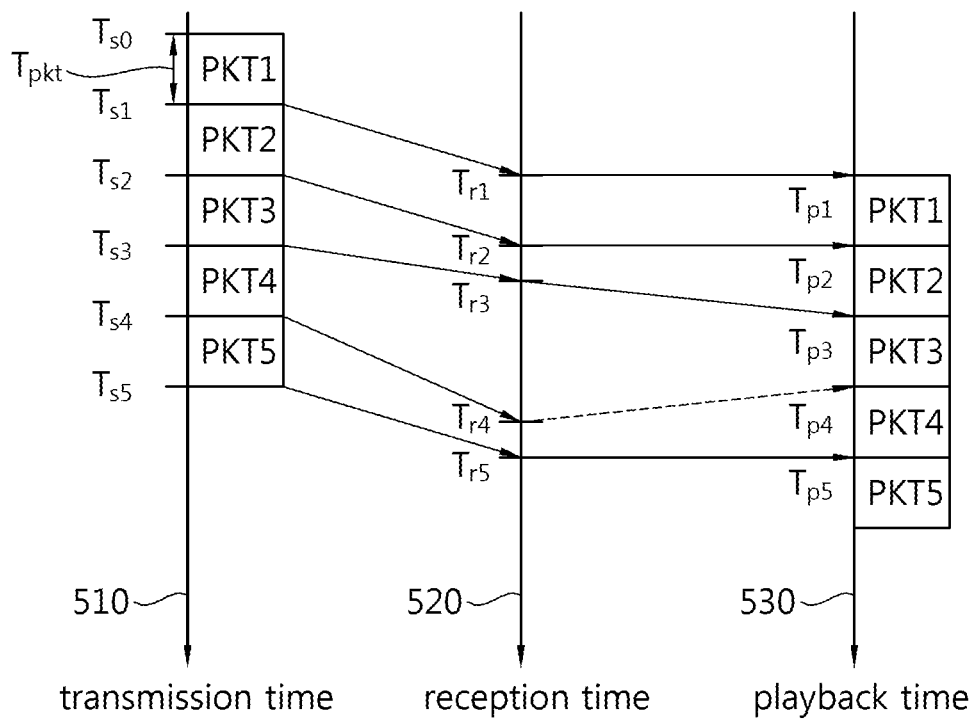 Ts0
Tpkt
PKT1
Ts1
PKT2
Ts2
PKT3
Ts3
PKT4
Ts4
PKT5
Ts5
Tr1
Tr2
Tr3
Tr4
Tr5
Tp1
PKT1
Tp2
PKT2
Tp3
PKT3
Tp4
PKT4
Tp5
PKT5
510
520
530
transmission time
reception time
playback time